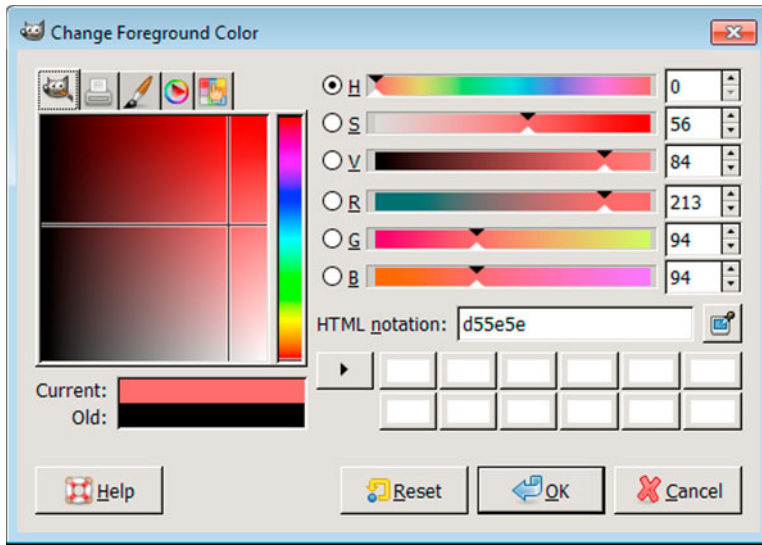 Change Foreground Color
H 0
S 56
V 84
R 213
G 94
B 94
HTML notation: d55e5e
Current:
Old:
Help Reset OK Cancel